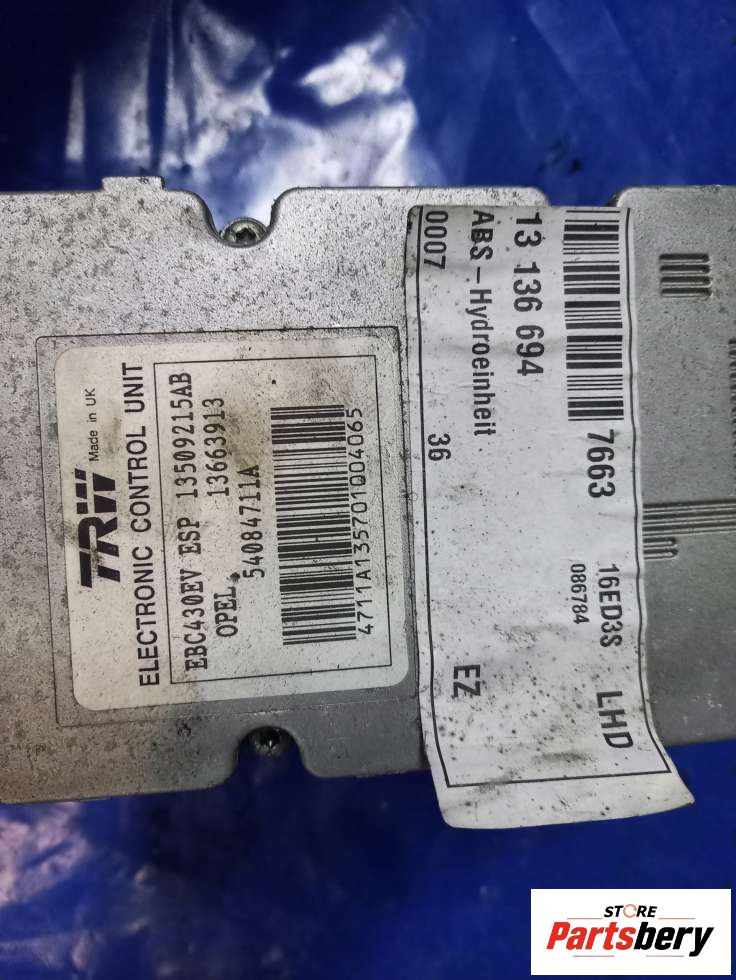 TRW
Made in UK
ELECTRONIC CONTROL UNIT
EBC430EV ESP 13509215AB
OPEL 13663913
54084711A
4711A135701004065
7663 16ED3S LHD
086784
13 136 694
ABS-Hydroeinheit EZ
0007 36
STORE
Partsbery